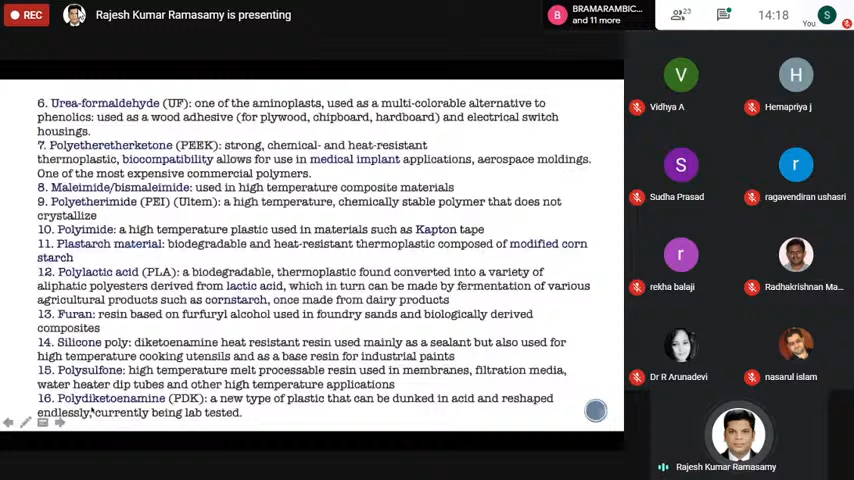 REC
Rajesh Kumar Ramasamy is presenting
B
BRAMARAMBIC...
and 11 more
23
14:18
S
You
6. Urea-formaldehyde (UF): one of the aminoplasts, used as a multi-colorable alternative to
phenolics: used as a wood adhesive (for plywood, chipboard, hardboard) and electrical switch
housings.
7. Polyetheretherketone (PEEK): strong, chemical- and heat-resistant
thermoplastic, biocompatibility allows for use in medical implant applications, aerospace moldings.
One of the most expensive commercial polymers.
8. Maleimide/bismaleimide: used in high temperature composite materials
9. Polyetherimide (PEI) (Ultem): a high temperature, chemically stable polymer that does not
crystallize
10. Polyimide: a high temperature plastic used in materials such as Kapton tape
11. Plastarch material: biodegradable and heat-resistant thermoplastic composed of modified corn
starch
12. Polylactic acid (PLA): a biodegradable, thermoplastic found converted into a variety of
aliphatic polyesters derived from lactic acid, which in turn can be made by fermentation of various
agricultural products such as cornstarch, once made from dairy products
13. Furan: resin based on furfuryl alcohol used in foundry sands and biologically derived
composites
14. Silicone poly: diketoenamine heat resistant resin used mainly as a sealant but also used for
high temperature cooking utensils and as a base resin for industrial paints
15. Polysulfone: high temperature melt processable resin used in membranes, filtration media,
water heater dip tubes and other high temperature applications
16. Polydiketoenamine (PDK): a new type of plastic that can be dunked in acid and reshaped
endlessly, currently being lab tested.
V
Vidhya A
H
Hemapriya j
S
Sudha Prasad
r
ragavendiran ushasri
r
rekha balaji
Radhakrishnan Ma...
Dr R Arunadevi
nasarul islam
Rajesh Kumar Ramasamy